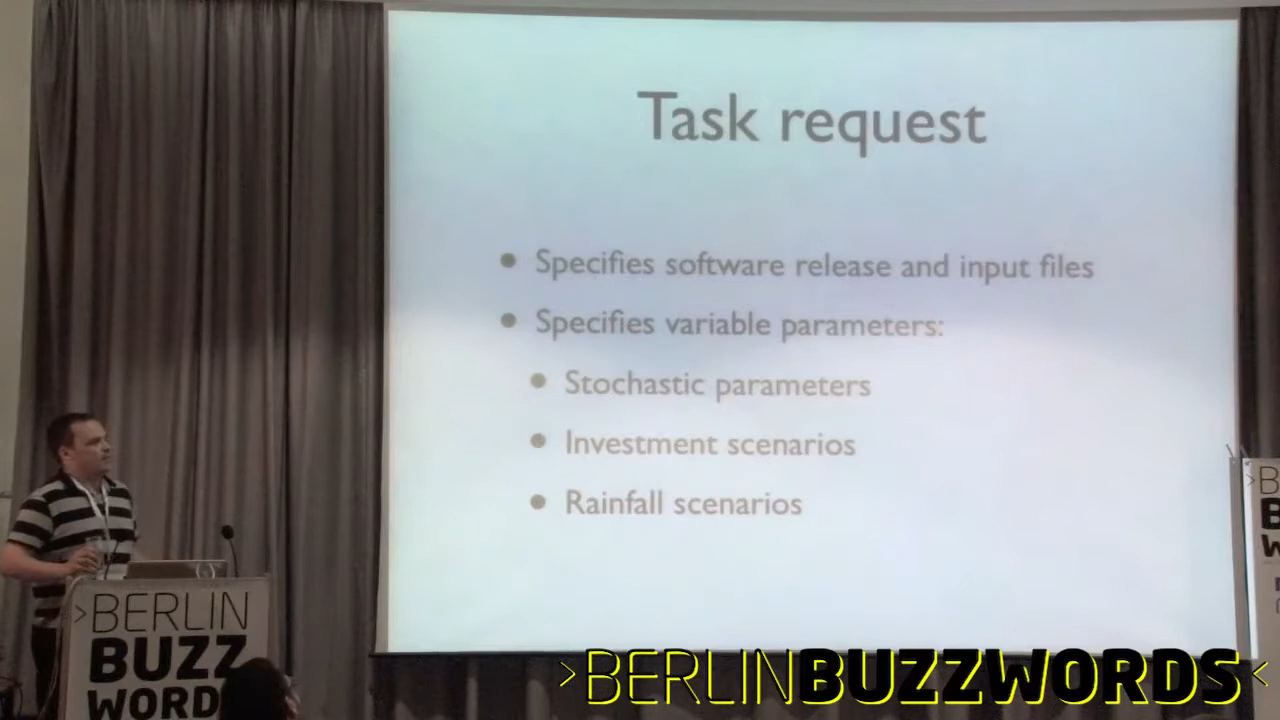 Task request
• Specifies software release and input files
• Specifies variable parameters:
• Stochastic parameters
• Investment scenarios
• Rainfall scenarios
>BERLIN
BUZZ
WORD
>BERLINBUZZWORDS<
>B
B
W